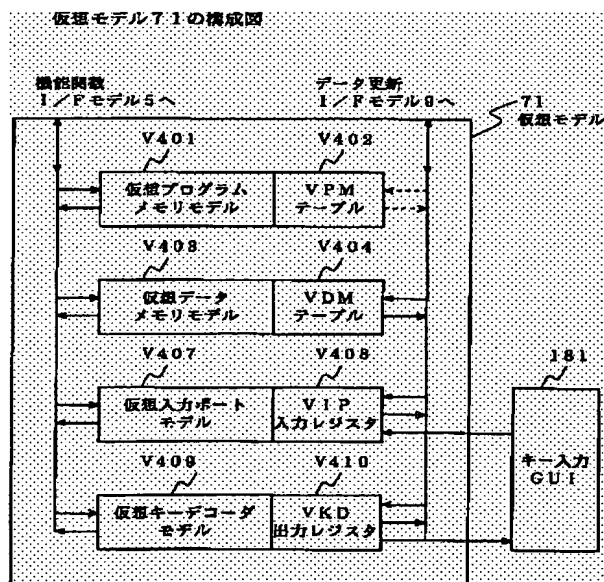 仮想モデル71の構成図
機能関数
I/Fモデル5へ
データ更新
I/Fモデル9へ
71
仮想モデル
V401
V402
仮想プログラム
メモリモデル
VPM
テーブル
V403
V404
仮想データ
メモリモデル
VDM
テーブル
V407
V408
仮想入力ポート
モデル
VIP
入力レジスタ
181
キー入力
GUI
V409
V410
仮想キーデコーダ
モデル
VKD
出力レジスタ